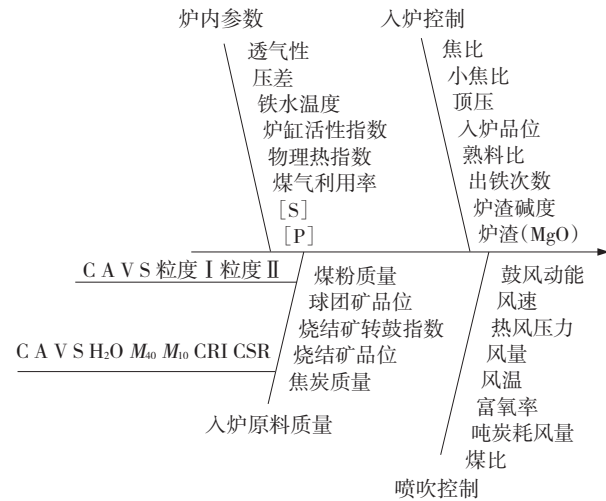 炉内参数
透气性
压差
铁水温度
炉缸活性指数
物理热指数
煤气利用率
[S]
[P]
入炉控制
焦比
小焦比
顶压
入炉品位
熟料比
出铁次数
炉渣碱度
炉渣(MgO)
C A V S 粒度 Ⅰ 粒度 Ⅱ
C A V S H₂O M₄₀ M₁₀ CRI CSR
煤粉质量
球团矿品位
烧结矿转鼓指数
烧结矿品位
焦炭质量
入炉原料质量
鼓风动能
风速
热风压力
风量
风温
富氧率
吨炭耗风量
煤比
喷吹控制